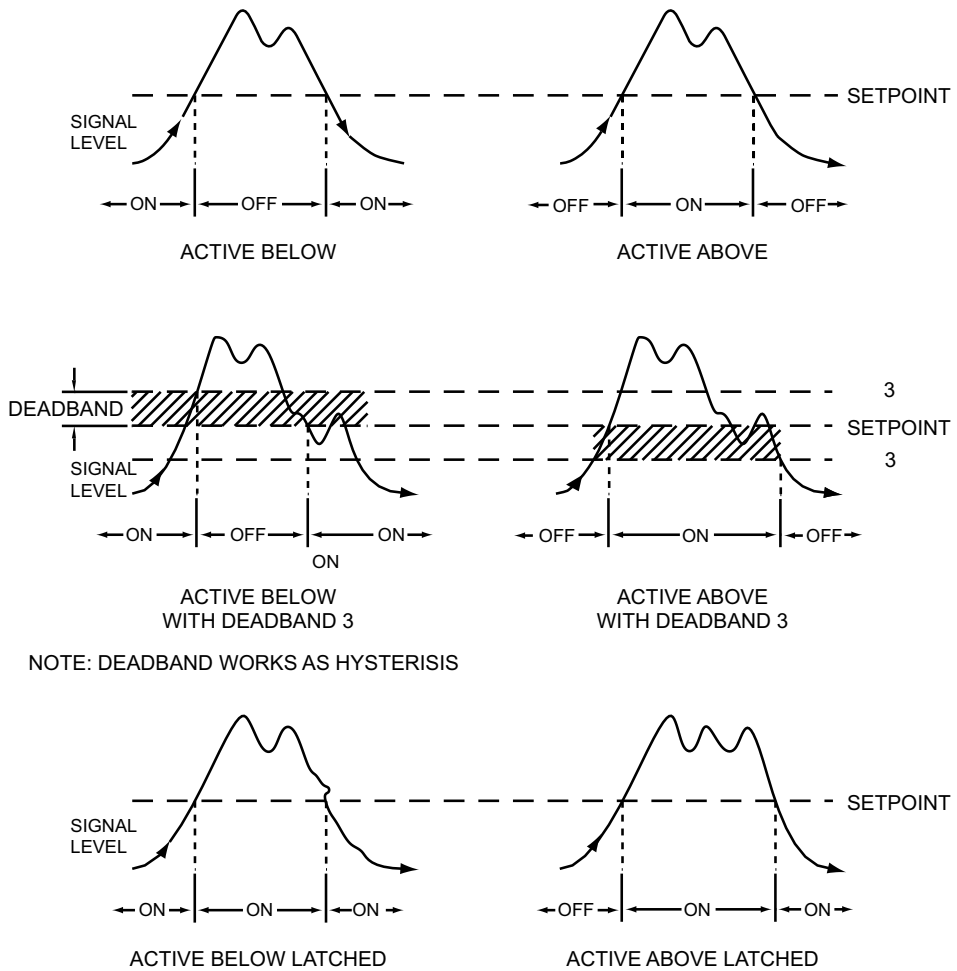 SETPOINT
SIGNAL
LEVEL
ON OFF ON
OFF ON OFF
ACTIVE BELOW
ACTIVE ABOVE
3
DEADBAND
SETPOINT
3
SIGNAL
LEVEL
ON OFF ON
ON
OFF ON OFF
ACTIVE BELOW
WITH DEADBAND 3
ACTIVE ABOVE
WITH DEADBAND 3
NOTE: DEADBAND WORKS AS HYSTERISIS
SETPOINT
SIGNAL
LEVEL
ON ON ON
OFF ON ON
ACTIVE BELOW LATCHED
ACTIVE ABOVE LATCHED